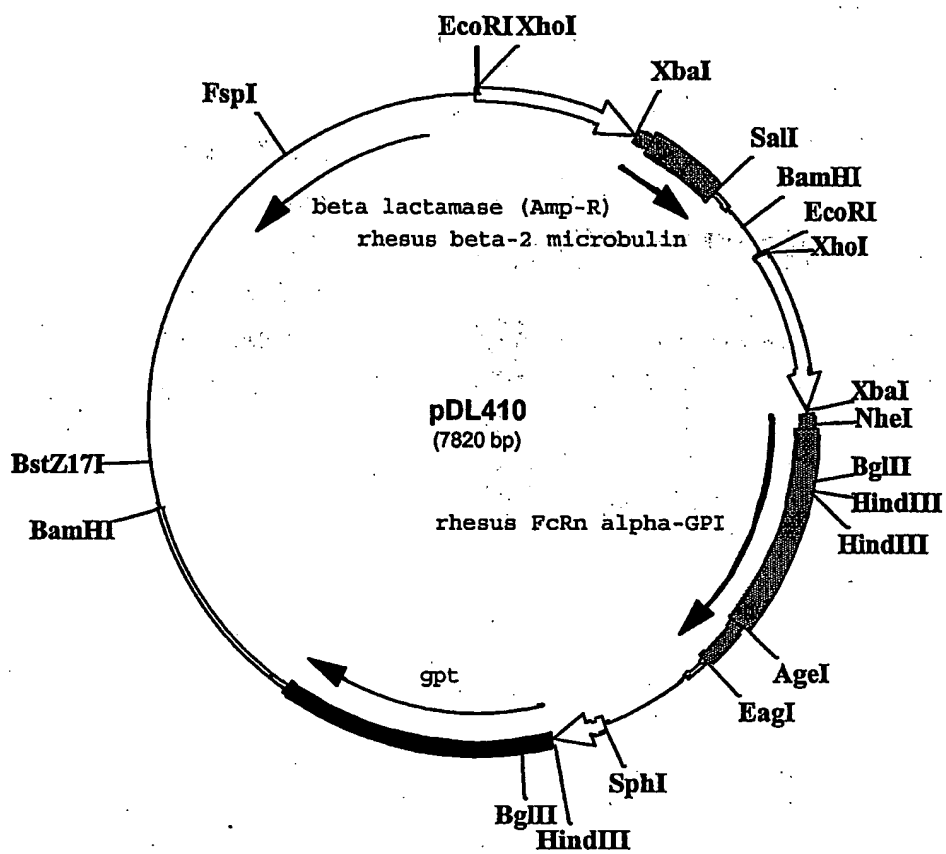 EcoRI XhoI
XbaI
FspI
SalI
BamHI
beta lactamase (Amp-R)
EcoRI
rhesus beta-2 microbulin
XhoI
pDL410
(7820 bp)
XbaI
NheI
BstZ17I
BglII
HindIII
BamHI
rhesus FcRn alpha-GPI
HindIII
gpt
AgeI
EagI
SphI
BglII
HindIII